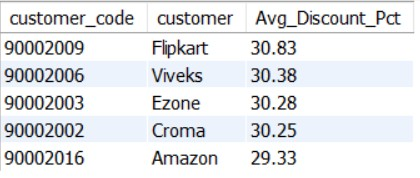 customer_code customer Avg_Discount_Pct
90002009 Flipkart 30.83
90002006 Viveks 30.38
90002003 Ezone 30.28
90002002 Croma 30.25
90002016 Amazon 29.33